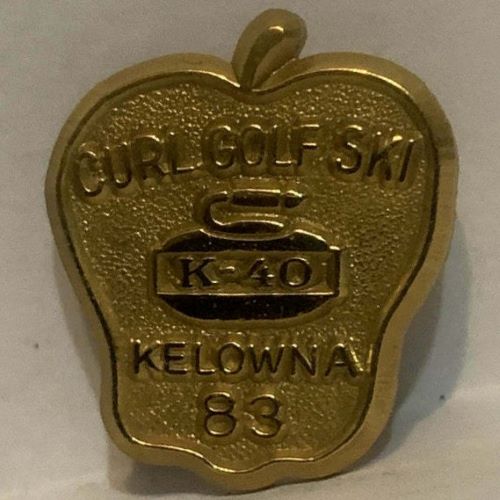 CURL GOLF SKI
K-40
KELOWNA
83